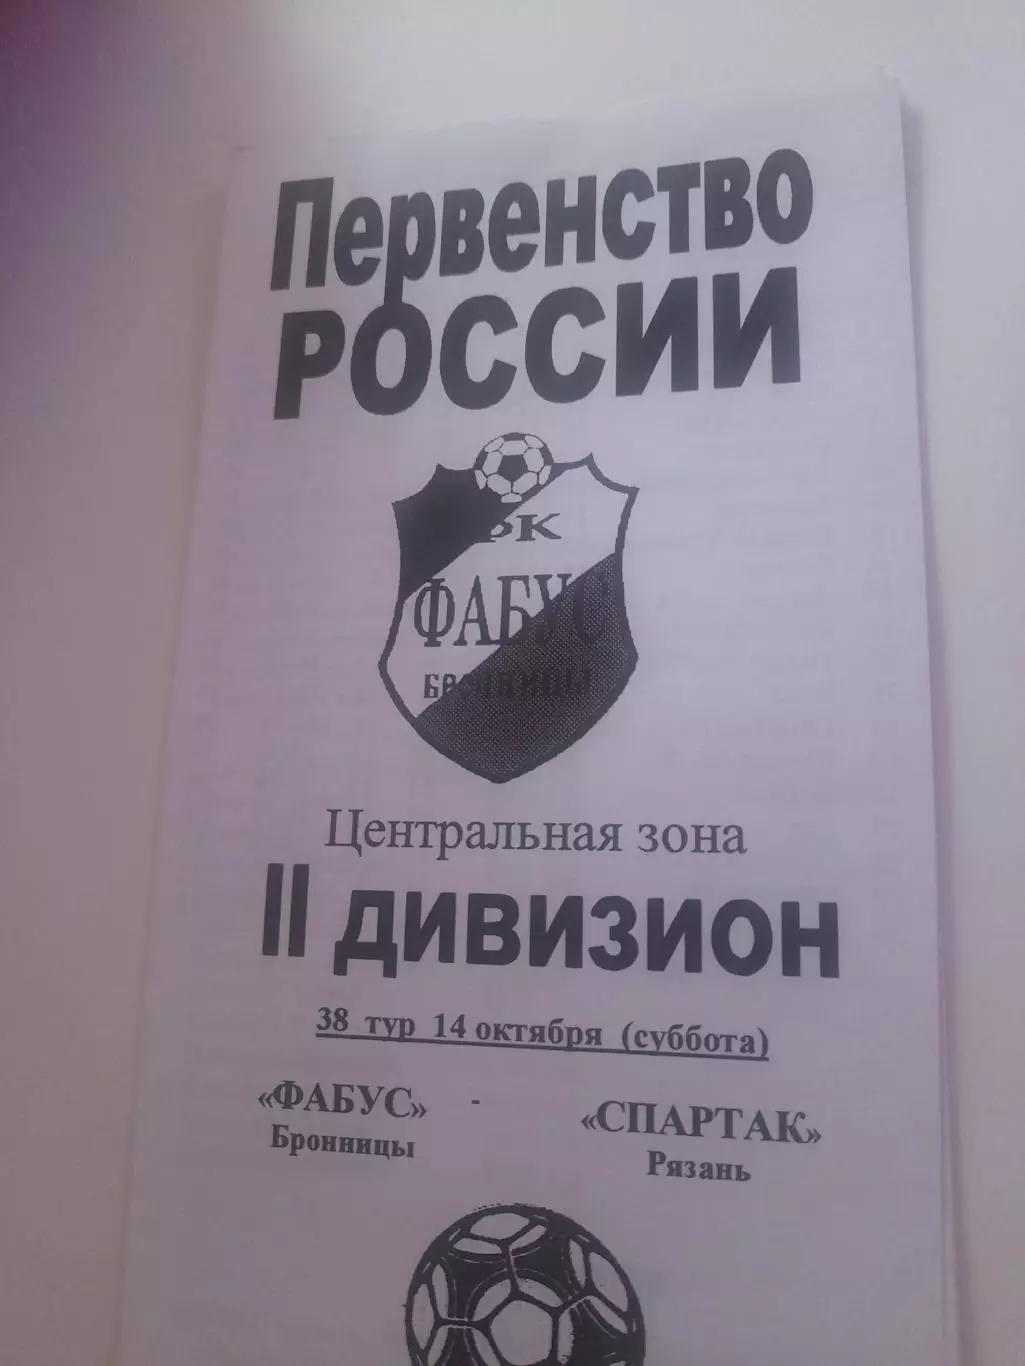 Первенство
РОССИИ
ФК
ФАБУС
БРОННИЦЫ
Центральная зона
II ДИВИЗИОН
38 тур 14 октября (суббота)
«ФАБУС» - «СПАРТАК»
Бронницы Рязань